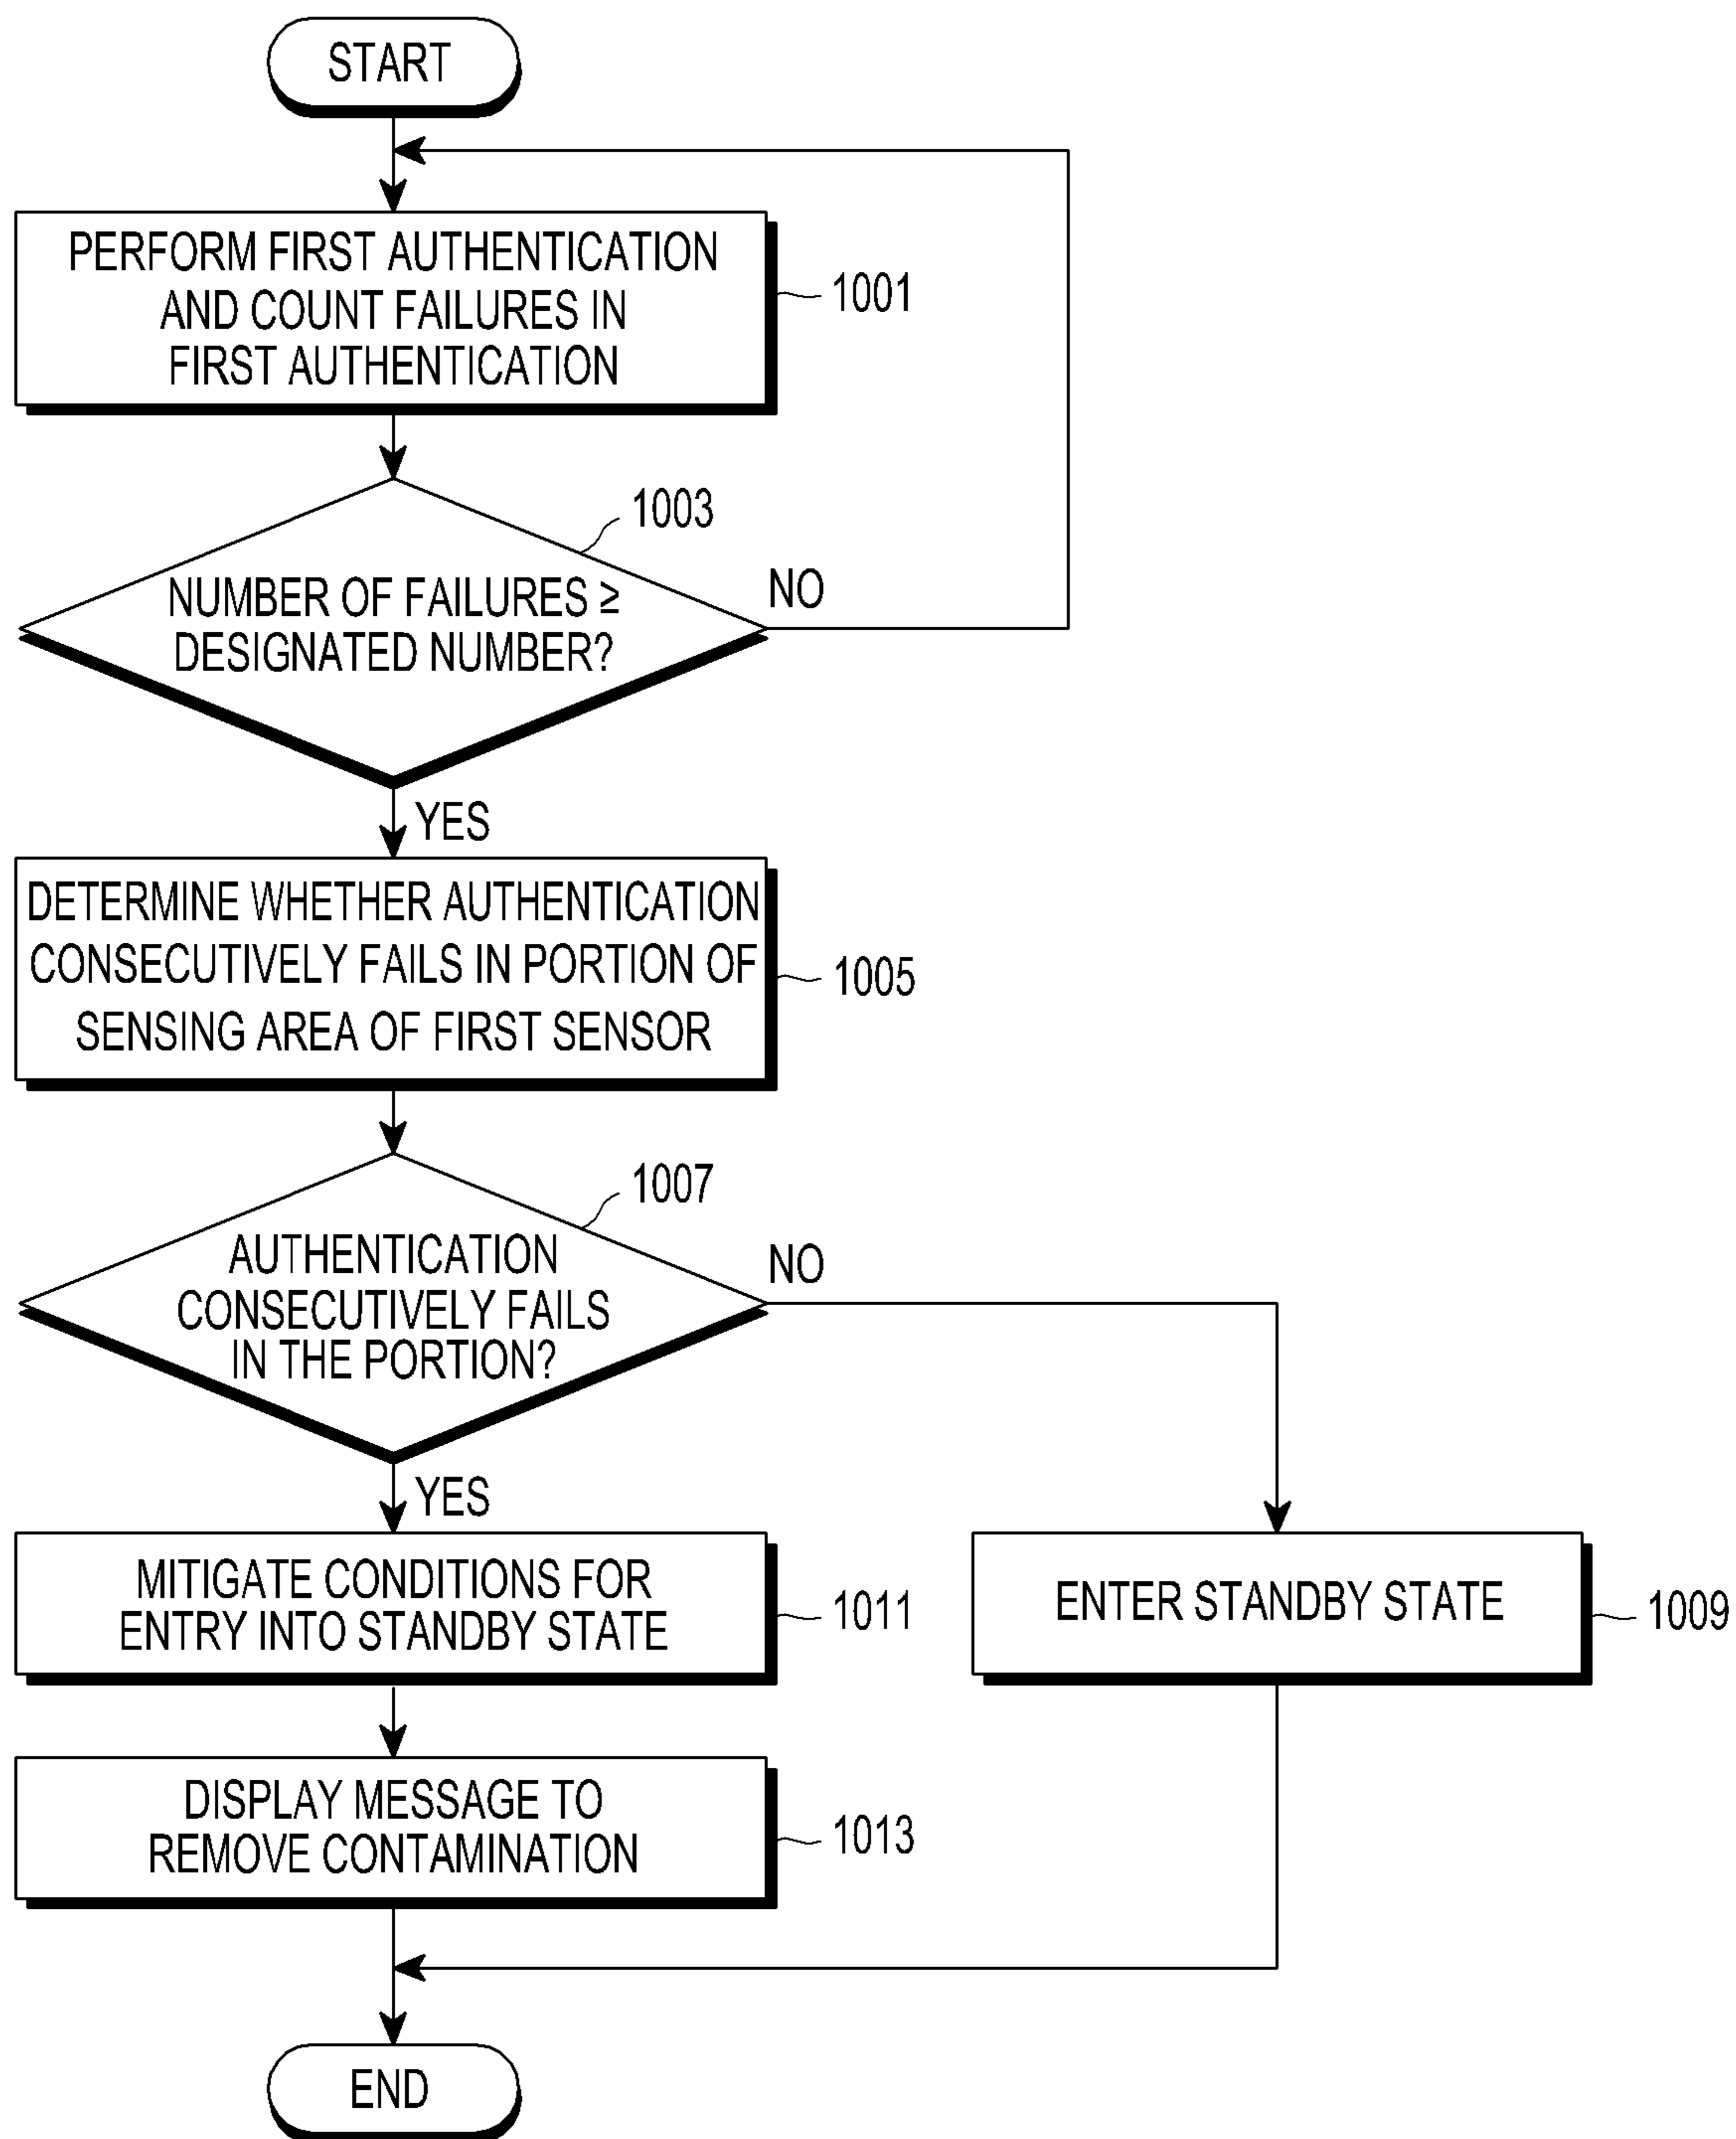 START
PERFORM FIRST AUTHENTICATION
AND COUNT FAILURES IN
FIRST AUTHENTICATION
1001
1003
NUMBER OF FAILURES ≥
DESIGNATED NUMBER?
NO
YES
DETERMINE WHETHER AUTHENTICATION
CONSECUTIVELY FAILS IN PORTION OF
SENSING AREA OF FIRST SENSOR
1005
1007
AUTHENTICATION
CONSECUTIVELY FAILS
IN THE PORTION?
NO
YES
MITIGATE CONDITIONS FOR
ENTRY INTO STANDBY STATE
1011
ENTER STANDBY STATE
1009
DISPLAY MESSAGE TO
REMOVE CONTAMINATION
1013
END